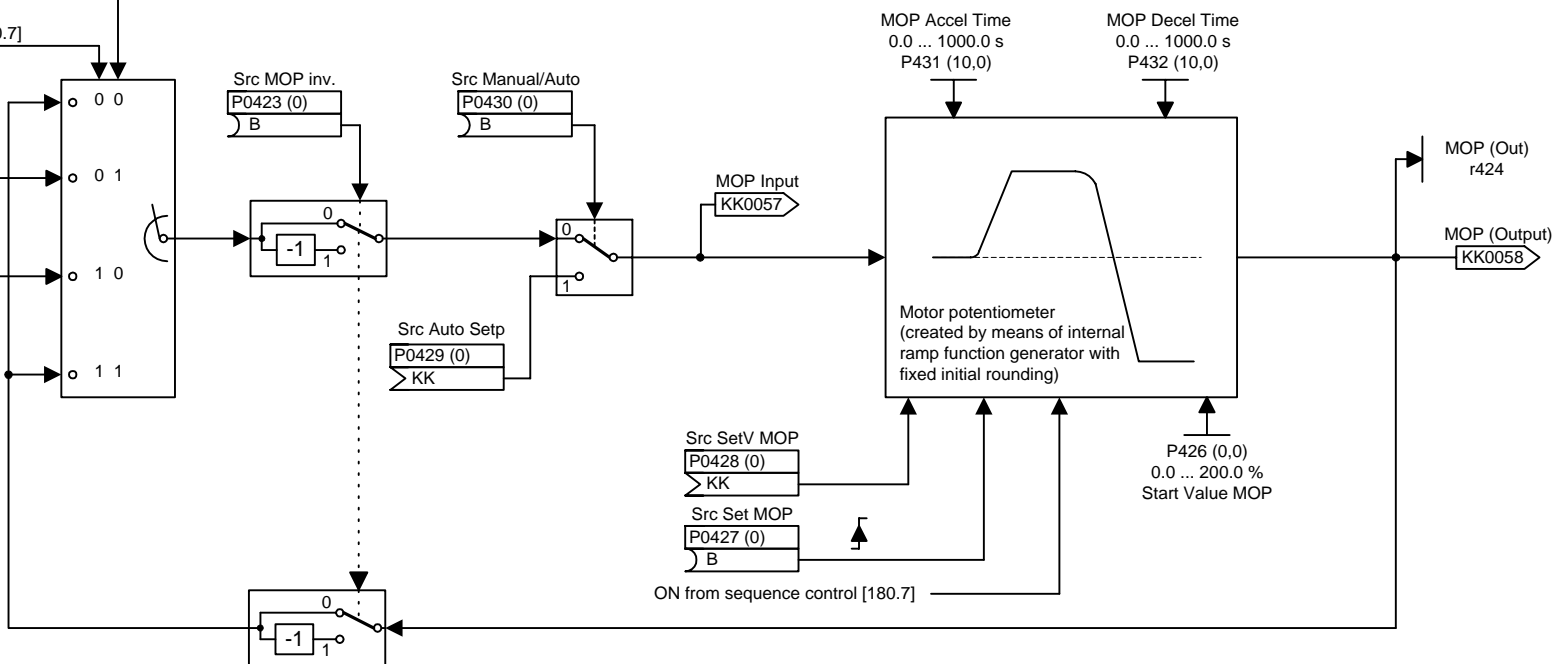 0.7]
0 0
0 1
1 0
1 1
Src MOP inv.
P0423 (0)
B
0
-1
1
Src Manual/Auto
P0430 (0)
B
0
1
Src Auto Setp
P0429 (0)
KK
MOP Input
KK0057
MOP Accel Time
0.0 ... 1000.0 s
P431 (10,0)
MOP Decel Time
0.0 ... 1000.0 s
P432 (10,0)
Motor potentiometer
(created by means of internal
ramp function generator with
fixed initial rounding)
MOP (Out)
r424
MOP (Output)
KK0058
Src SetV MOP
P0428 (0)
KK
Src Set MOP
P0427 (0)
B
ON from sequence control [180.7]
P426 (0,0)
0.0 ... 200.0 %
Start Value MOP
0
-1
1